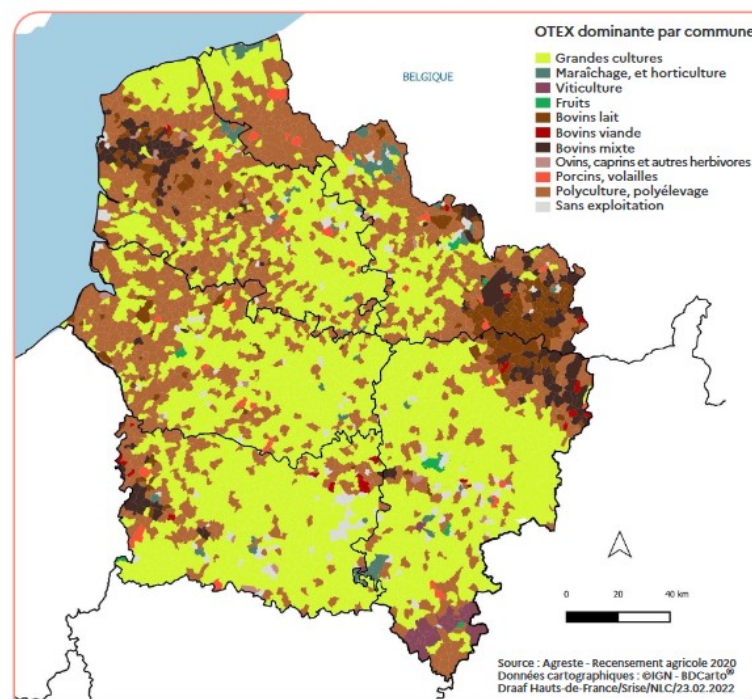 OTEX dominante par commune
Grandes cultures
Maraîchage, et horticulture
Viticulture
Fruits
Bovins lait
Bovins viande
Bovins mixte
Ovins, caprins et autres herbivores
Porcins, volailles
Polyculture, polyélevage
Sans exploitation
BELGIQUE
0 20 40 km
Source : Agreste - Recensement agricole 2020
Données cartographiques : ©IGN - BDCarto®
Draaf Hauts-de-France/Srise/NLC/23.02.2022